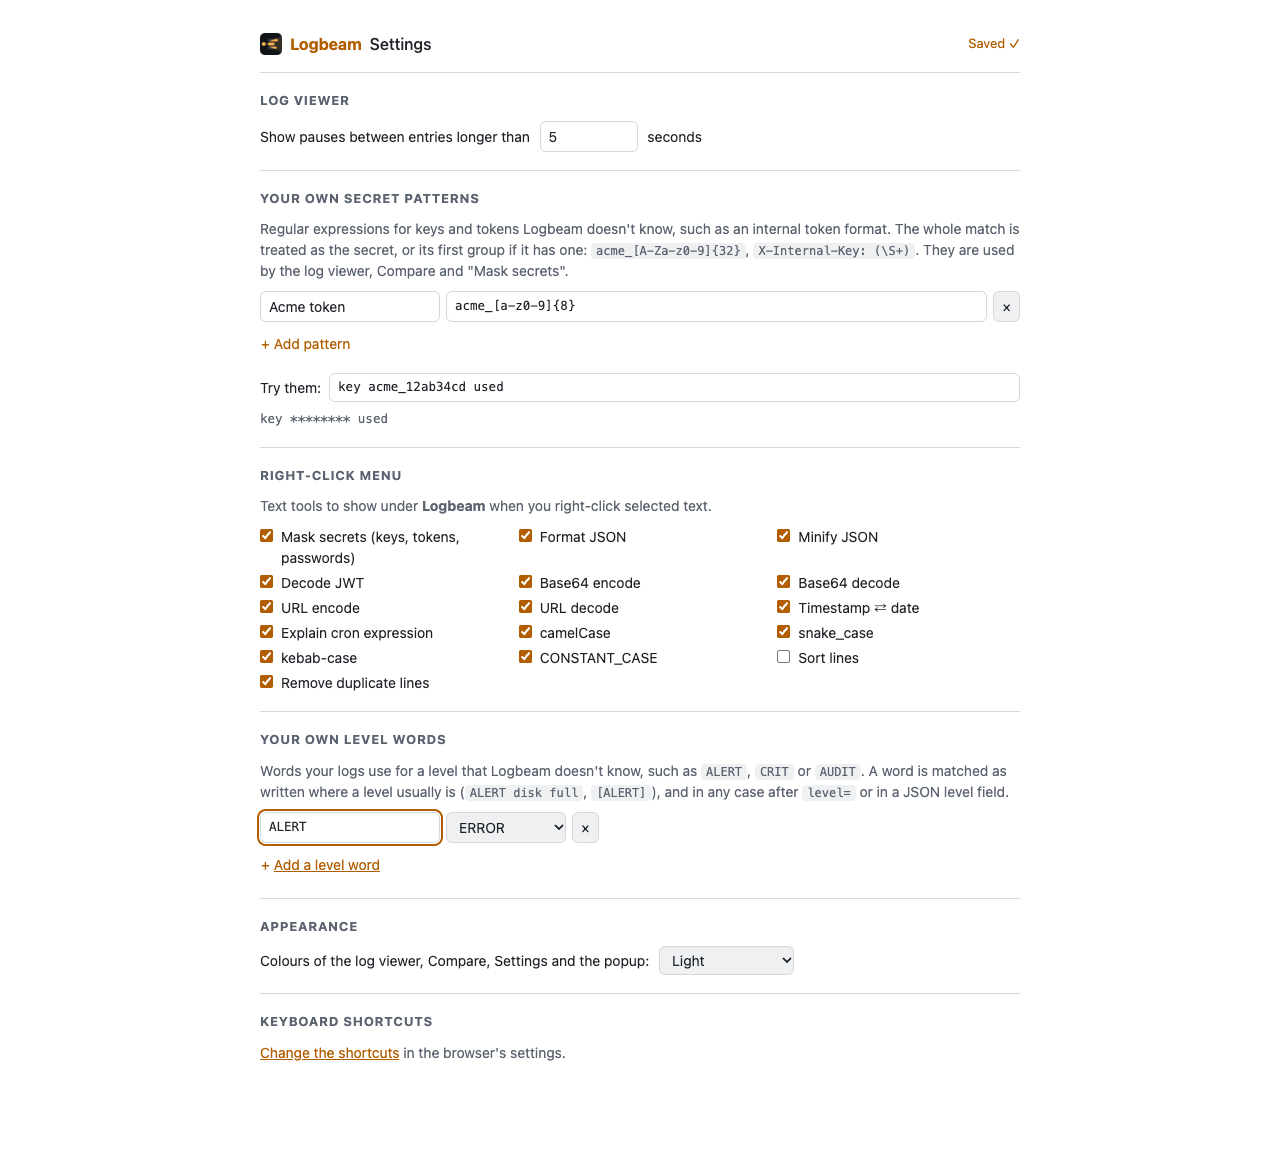 Logbeam Settings
Saved ✓
LOG VIEWER
Show pauses between entries longer than 5 seconds
YOUR OWN SECRET PATTERNS
Regular expressions for keys and tokens Logbeam doesn't know, such as an internal token format. The whole match is
treated as the secret, or its first group if it has one: acme_[A-Za-z0-9]{32}, X-Internal-Key: (\S+). They are used
by the log viewer, Compare and "Mask secrets".
Acme token acme_[a-z0-9]{8} ×
+ Add pattern
Try them: key acme_12ab34cd used
key ******** used
RIGHT-CLICK MENU
Text tools to show under Logbeam when you right-click selected text.
Mask secrets (keys, tokens,
passwords)
Format JSON
Minify JSON
Decode JWT
Base64 encode
Base64 decode
URL encode
URL decode
Timestamp ⇄ date
Explain cron expression
camelCase
snake_case
kebab-case
CONSTANT_CASE
Sort lines
Remove duplicate lines
YOUR OWN LEVEL WORDS
Words your logs use for a level that Logbeam doesn't know, such as ALERT, CRIT or AUDIT. A word is matched as
written where a level usually is (ALERT disk full, [ALERT]), and in any case after level= or in a JSON level field.
ALERT ERROR ×
+ Add a level word
APPEARANCE
Colours of the log viewer, Compare, Settings and the popup: Light
KEYBOARD SHORTCUTS
Change the shortcuts in the browser's settings.